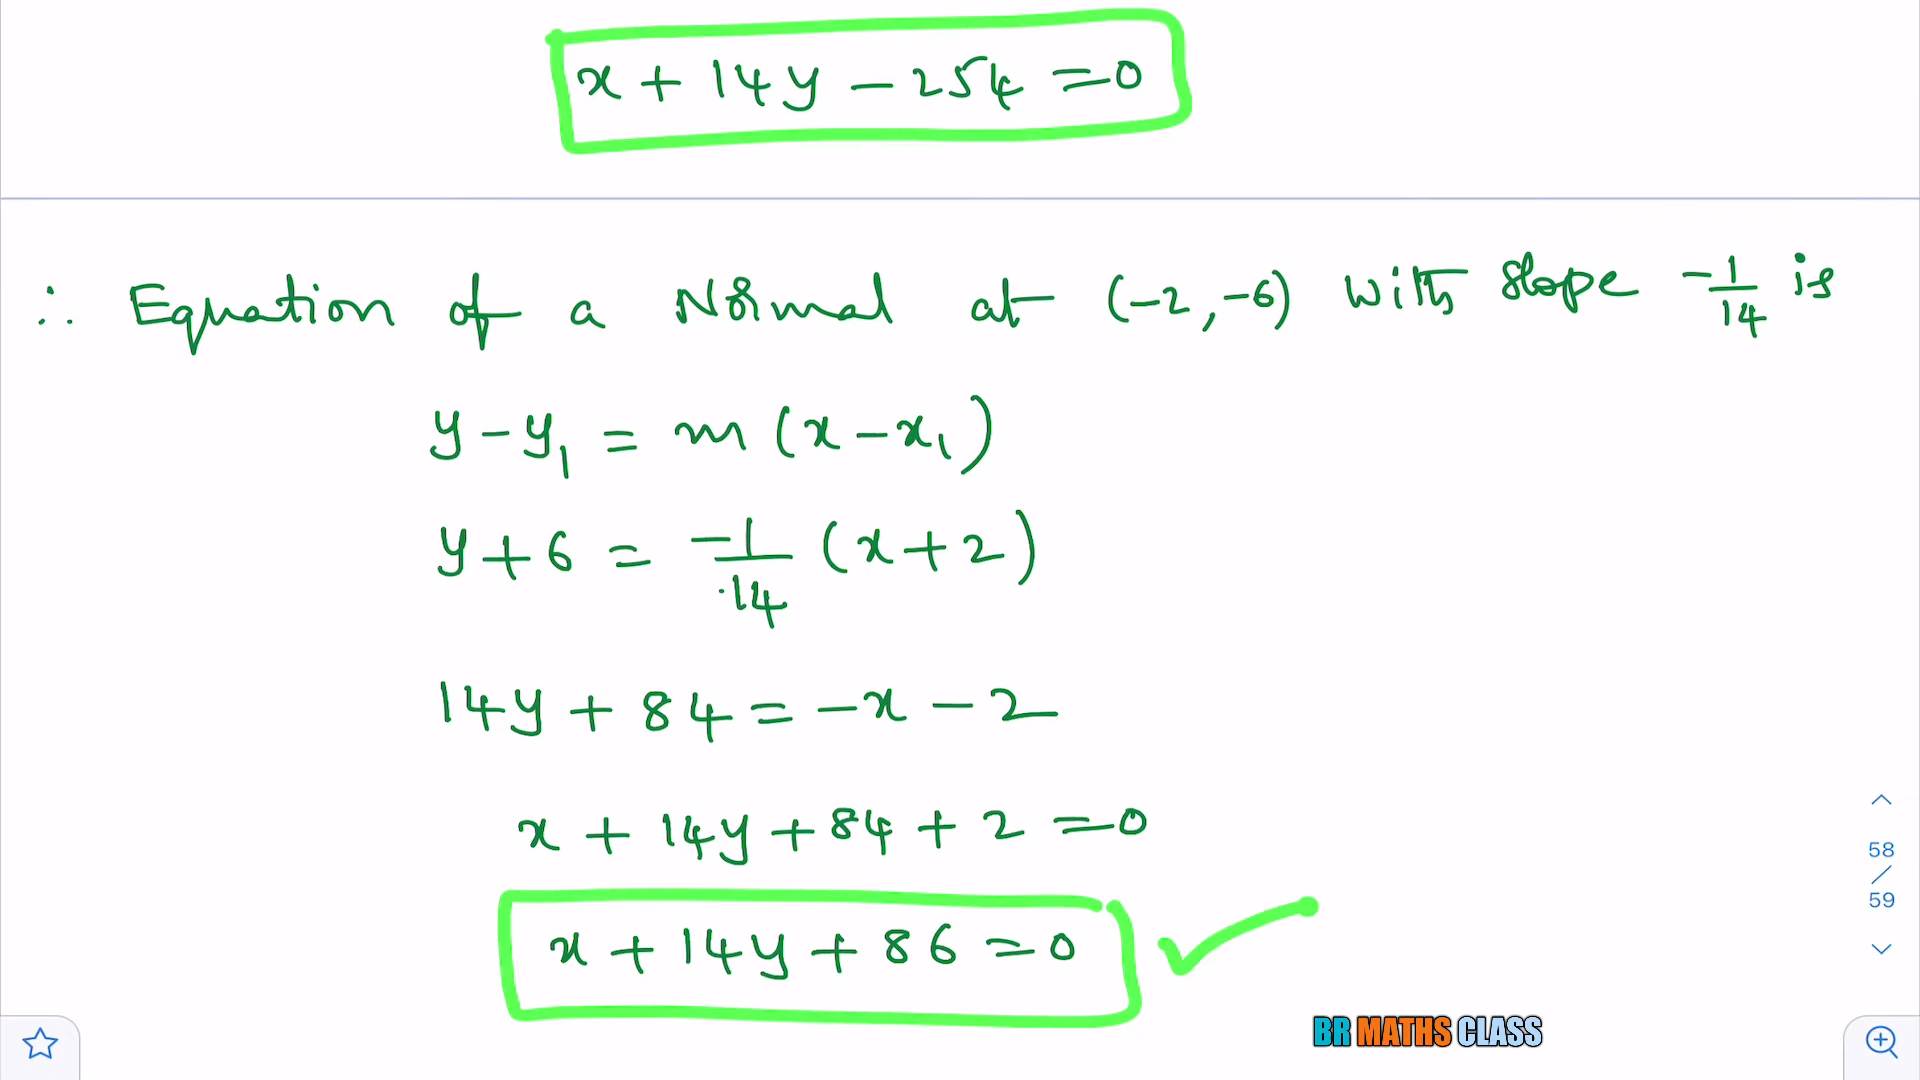 x + 14y - 254 = 0
∴ Equation of a Normal at (-2, -6) with slope -1/14 is
y - y₁ = m (x - x₁)
y + 6 = -1/14 (x + 2)
14y + 84 = -x - 2
x + 14y + 84 + 2 = 0
x + 14y + 86 = 0
58
/
59
BR MATHS CLASS